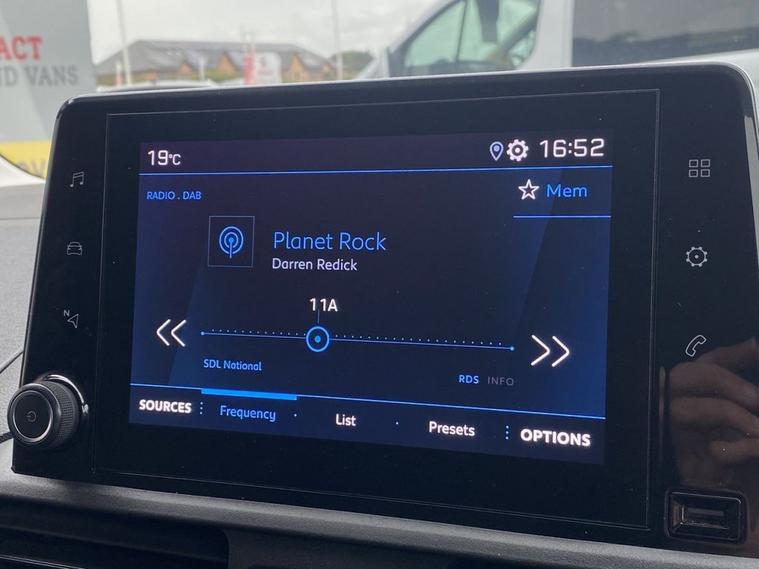 ACT
ND VANS
19°C
16:52
RADIO . DAB
Mem
Planet Rock
Darren Redick
11A
SDL National
RDS INFO
SOURCES
Frequency
List
Presets
OPTIONS
N